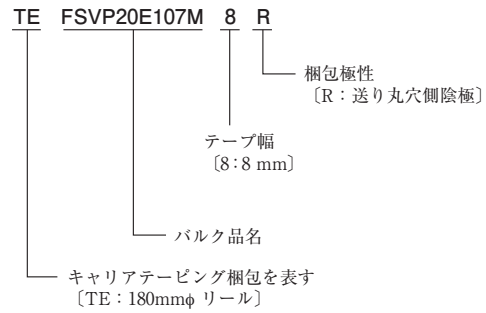 TE FSVP20E107M 8 R
梱包極性
〔R：送り丸穴側陰極〕
テープ幅
〔8：8 mm〕
バルク品名
キャリアテーピング梱包を表す
〔TE：180mmφ リール〕